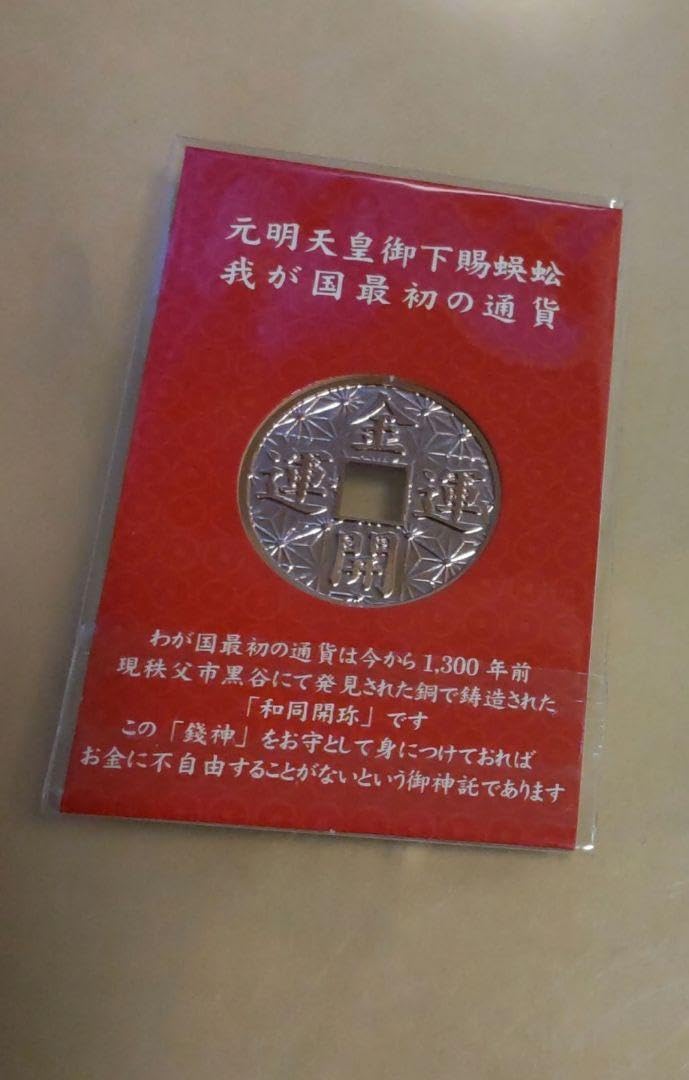 元明天皇御下賜蜈蚣
我が国最初の通貨
金
運 運
開
わが国最初の通貨は今から1,300年前
現秩父市黒谷にて発見された銅で鋳造された
「和同開珎」です
この「錢神」をお守として身につけておれば
お金に不自由することがないという御神託であります